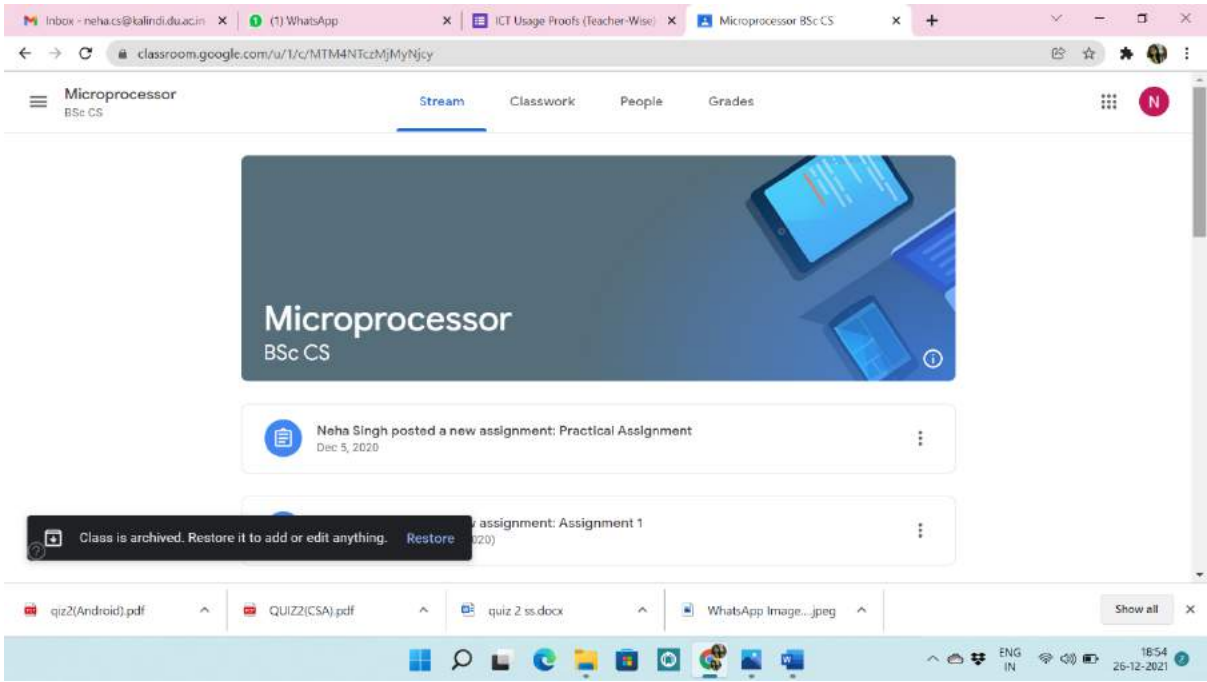 Inbox - neha.cs@kalindi.du.ac.in
(1) WhatsApp
ICT Usage Proofs (Teacher-Wise)
Microprocessor BSc CS
classroom.google.com/u/1/c/MTM4NTczMjMyNjcy
Microprocessor
BSc CS
Stream Classwork People Grades
N
Microprocessor
BSc CS
Neha Singh posted a new assignment: Practical Assignment
Dec 5, 2020
assignment: Assignment 1
020)
Class is archived. Restore it to add or edit anything. Restore
qiz2(Android).pdf
QUIZ2(CSA).pdf
quiz 2 ss.docx
WhatsApp Image....jpeg
Show all
ENG
IN
18:54
26-12-2021
2